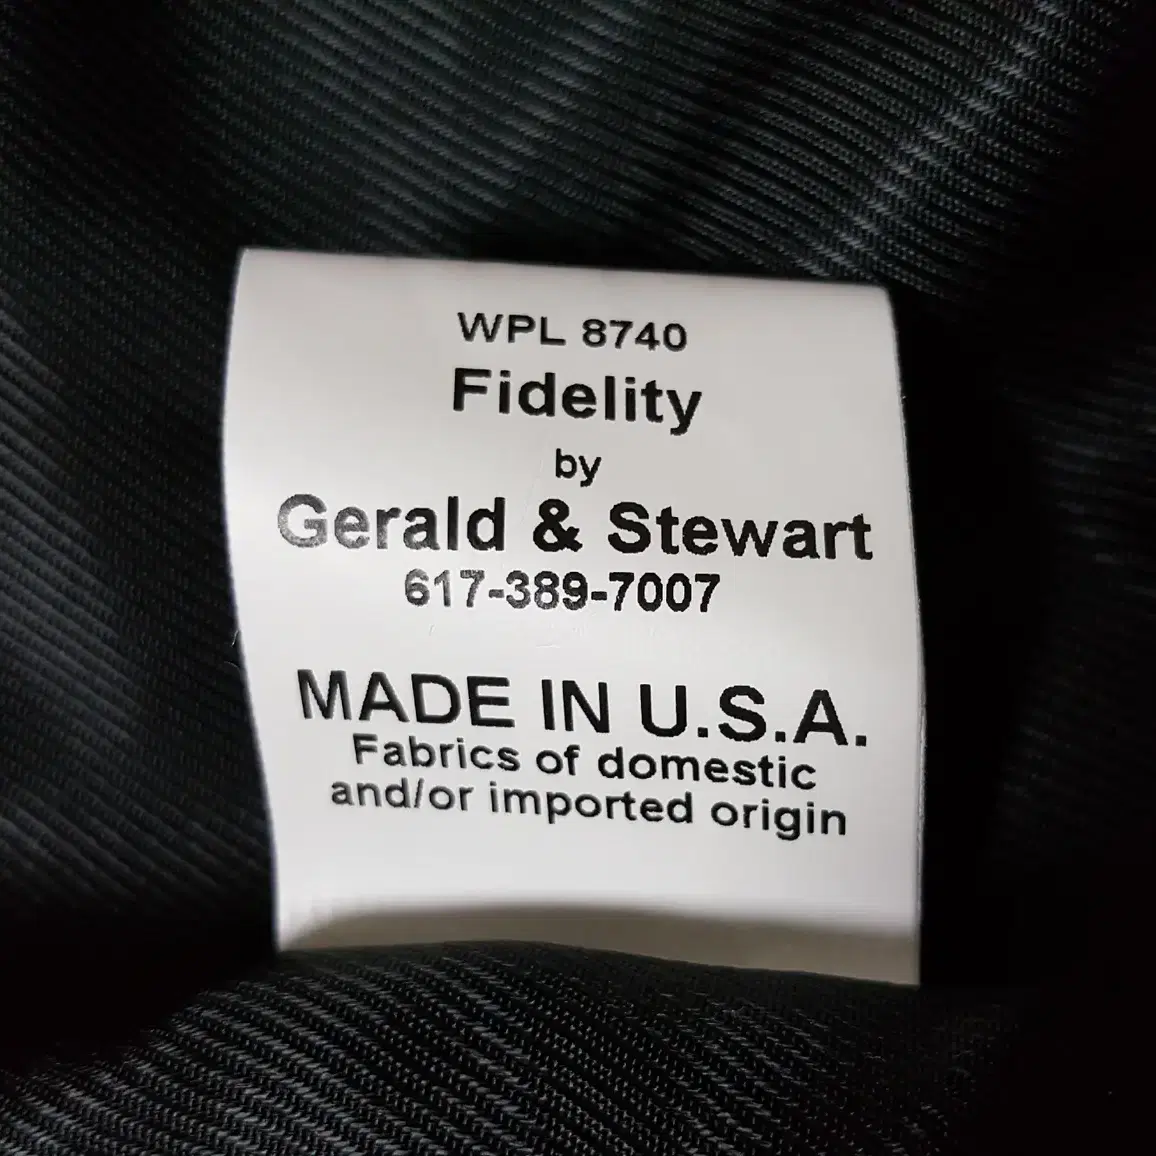 WPL 8740
Fidelity
by
Gerald & Stewart
617-389-7007
MADE IN U.S.A.
Fabrics of domestic
and/or imported origin